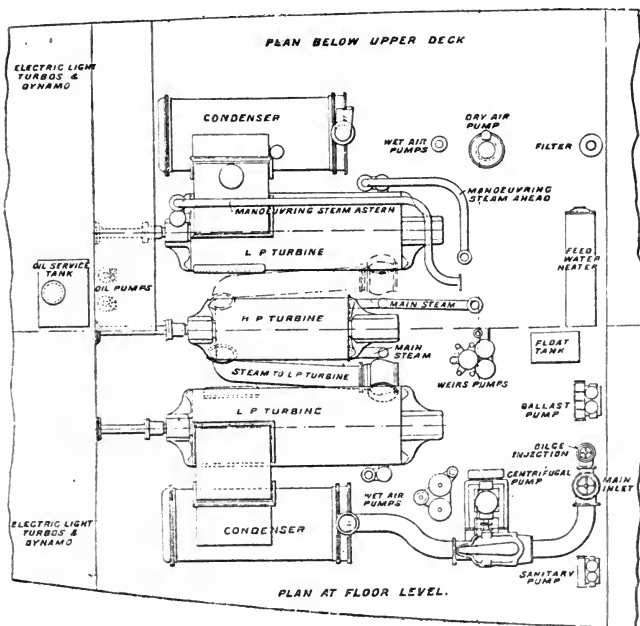 PLAN BELOW UPPER DECK
ELECTRIC LIGHT
TURBOS &
DYNAMO
CONDENSER
WET AIR
PUMPS
DRY AIR
PUMP
FILTER
MANOEUVRING
STEAM AHEAD
MANOEUVRING STEAM ASTERN
L P TURBINE
OIL SERVICE
TANK
OIL PUMPS
FEED
WATER
HEATER
MAIN STEAM
H P TURBINE
MAIN
STEAM
FLOAT
TANK
STEAM TO L P TURBINE
WEIRS PUMPS
L P TURBINE
BALLAST
PUMP
BILGE
INJECTION
CENTRIFUGAL
PUMP
MAIN
INLET
WET AIR
PUMPS
ELECTRIC LIGHT
TURBOS &
DYNAMO
CONDENSER
SANITARY
PUMP
PLAN AT FLOOR LEVEL.